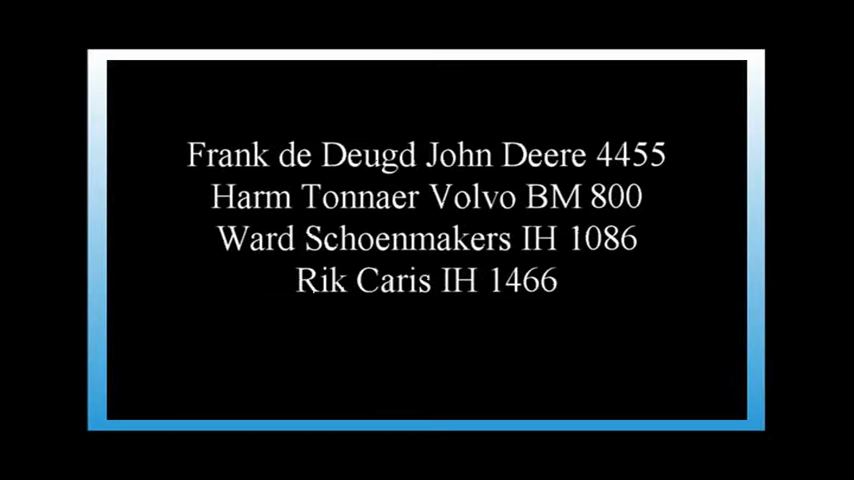 Frank de Deugd John Deere 4455
Harm Tonnaer Volvo BM 800
Ward Schoenmakers IH 1086
Rik Caris IH 1466